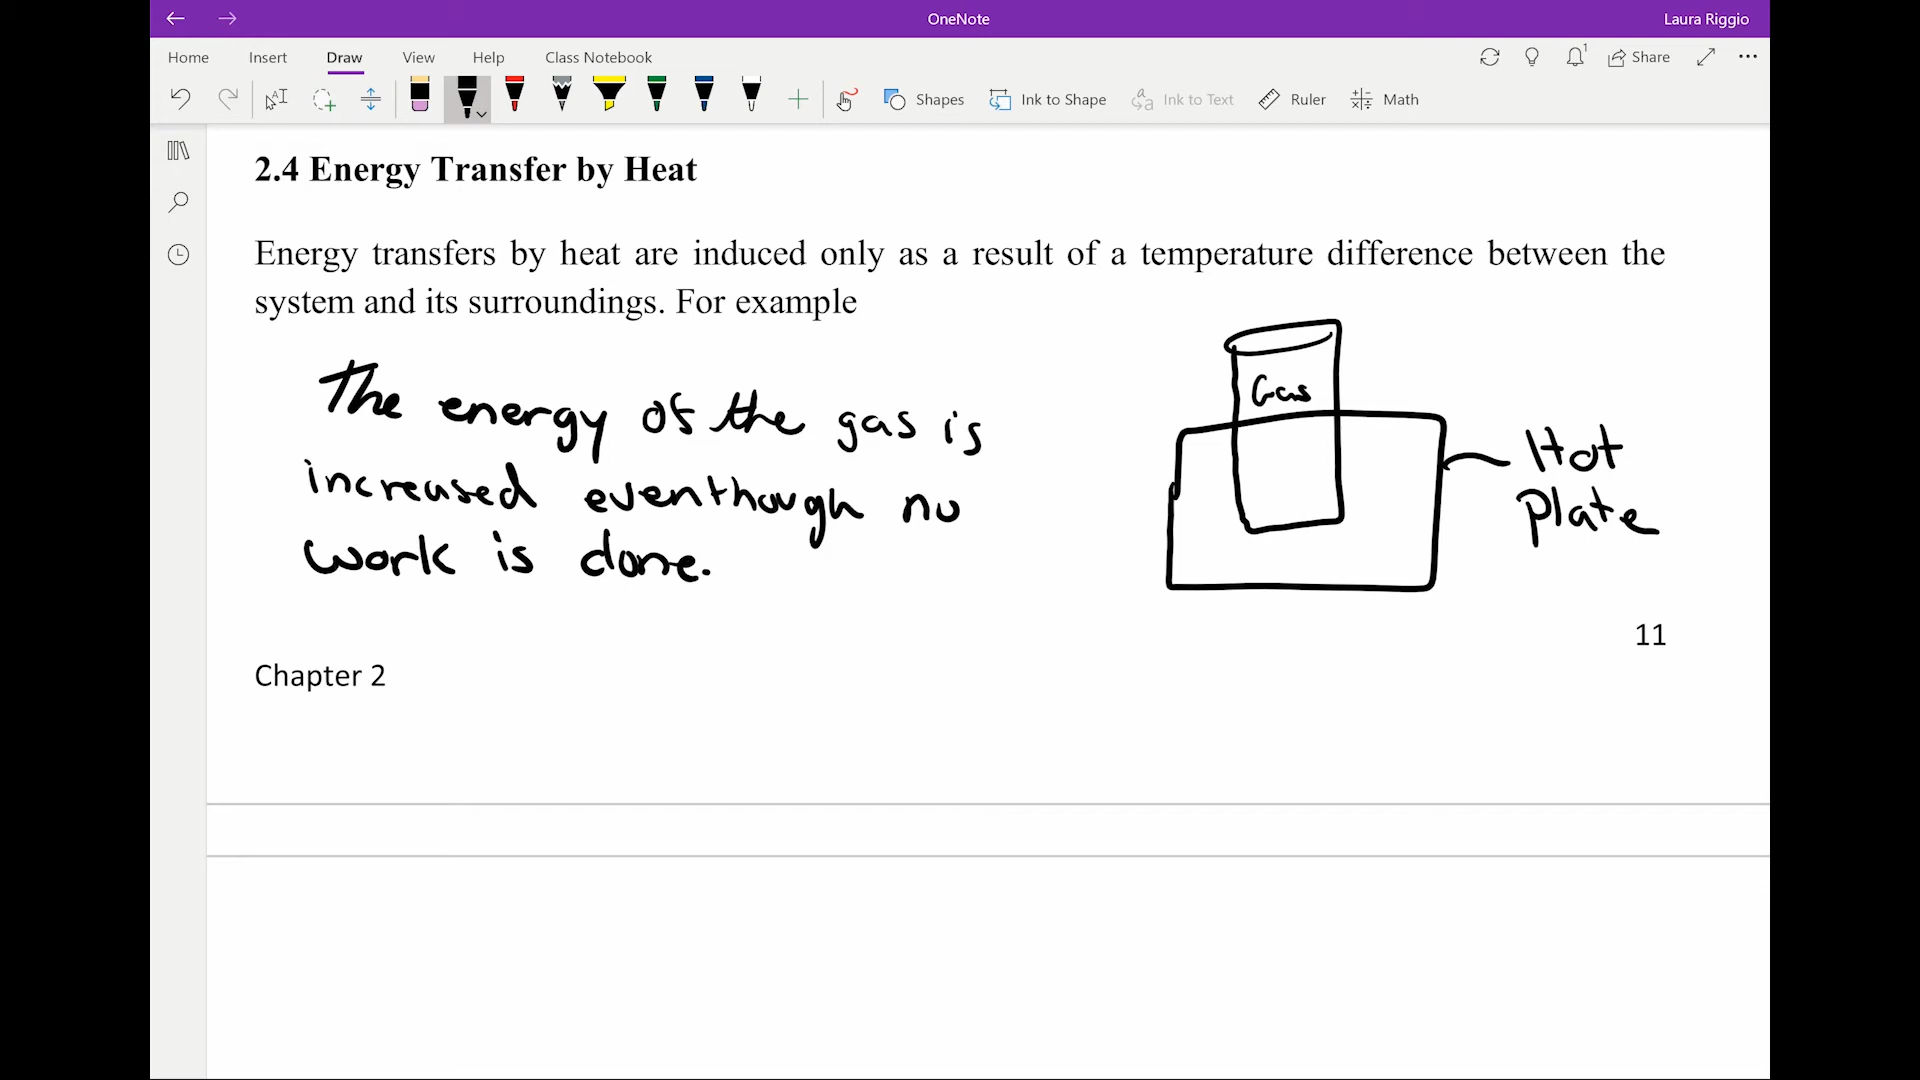 OneNote
Laura Riggio
Home Insert Draw View Help Class Notebook
1 Share
Shapes Ink to Shape Ink to Text Ruler Math
2.4 Energy Transfer by Heat
Energy transfers by heat are induced only as a result of a temperature difference between the
system and its surroundings. For example
The energy of the gas is
increased eventhough no
work is done.
Gas
Hot
Plate
11
Chapter 2